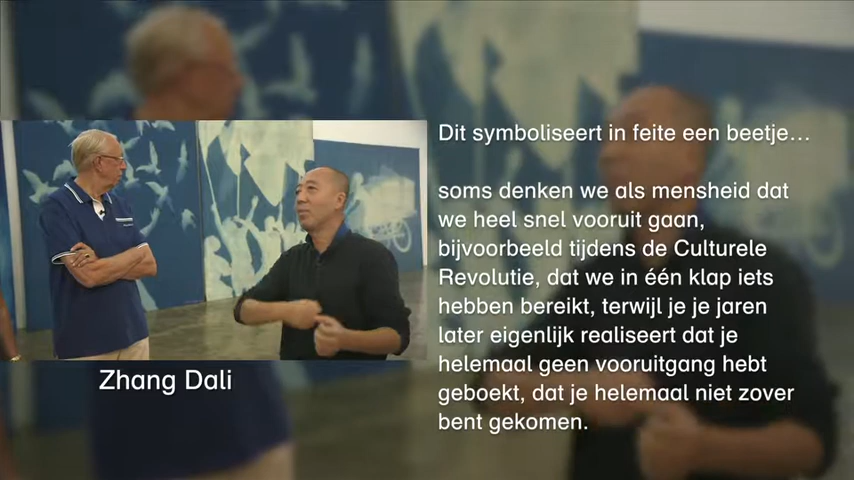 Dit symboliseert in feite een beetje…
soms denken we als mensheid dat
we heel snel vooruit gaan,
bijvoorbeeld tijdens de Culturele
Revolutie, dat we in één klap iets
hebben bereikt, terwijl je je jaren
later eigenlijk realiseert dat je
helemaal geen vooruitgang hebt
geboekt, dat je helemaal niet zover
bent gekomen.
Zhang Dali